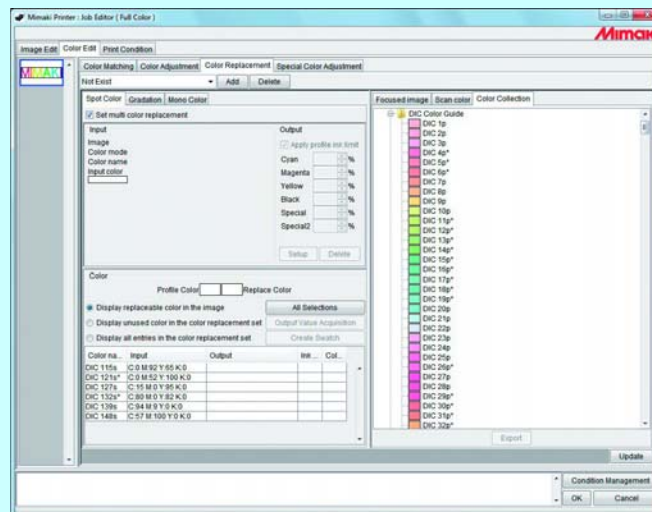 Mimaki Printer : Job Editor ( Full Color )
Mimaki
Image Edit Color Edit Print Condition
MIMAKI
Color Matching Color Adjustment Color Replacement Special Color Adjustment
Not Exist Add Delete
Spot Color Gradation Mono Color
Set multi color replacement
Input
Image
Color mode
Color name
Input color
Output
Apply profile ink limit
Cyan %
Magenta %
Yellow %
Black %
Special %
Special2 %
Setup Delete
Color
Profile Color Replace Color
Display replaceable color in the image All Selections
Display unused color in the color replacement set Output Value Acquisition
Display all entries in the color replacement set Create Swatch
Color na... Input Output Inti ... Col...
DIC 115s C:0 M:92 Y:65 K:0
DIC 121s* C:0 M:52 Y:100 K:0
DIC 127s C:15 M:0 Y:95 K:0
DIC 132s* C:80 M:0 Y:82 K:0
DIC 139s C:94 M:9 Y:0 K:0
DIC 148s C:57 M:100 Y:0 K:0
Focused image Scan color Color Collection
DIC Color Guide
DIC 1p
DIC 2p
DIC 3p
DIC 4p*
DIC 5p*
DIC 6p*
DIC 7p
DIC 8p
DIC 9p
DIC 10p
DIC 11p*
DIC 12p*
DIC 13p*
DIC 14p*
DIC 15p*
DIC 16p*
DIC 17p*
DIC 18p*
DIC 19p*
DIC 20p
DIC 21p
DIC 22p
DIC 23p
DIC 24p
DIC 25p
DIC 26p*
DIC 27p
DIC 28p
DIC 29p*
DIC 30p*
DIC 31p*
DIC 32p*
Export
Update
Condition Management
OK Cancel